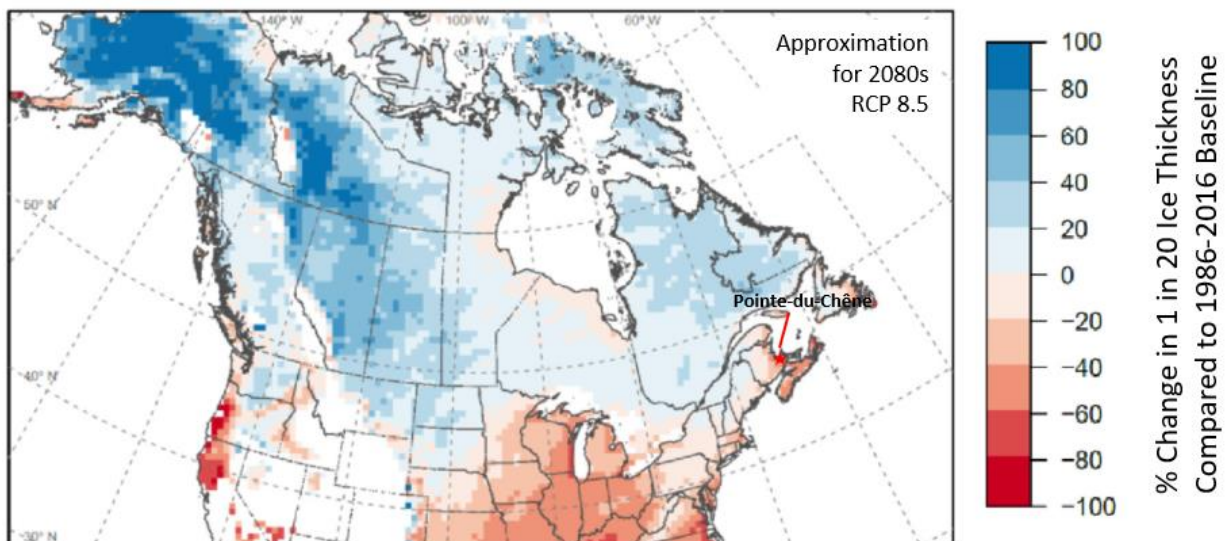 140°W
100°W
60°W
Approximation
for 2080s
RCP 8.5
50°N
40°N
30°N
Pointe-du-Chêne
100
80
60
40
20
0
−20
−40
−60
−80
−100
% Change in 1 in 20 Ice Thickness
Compared to 1986-2016 Baseline